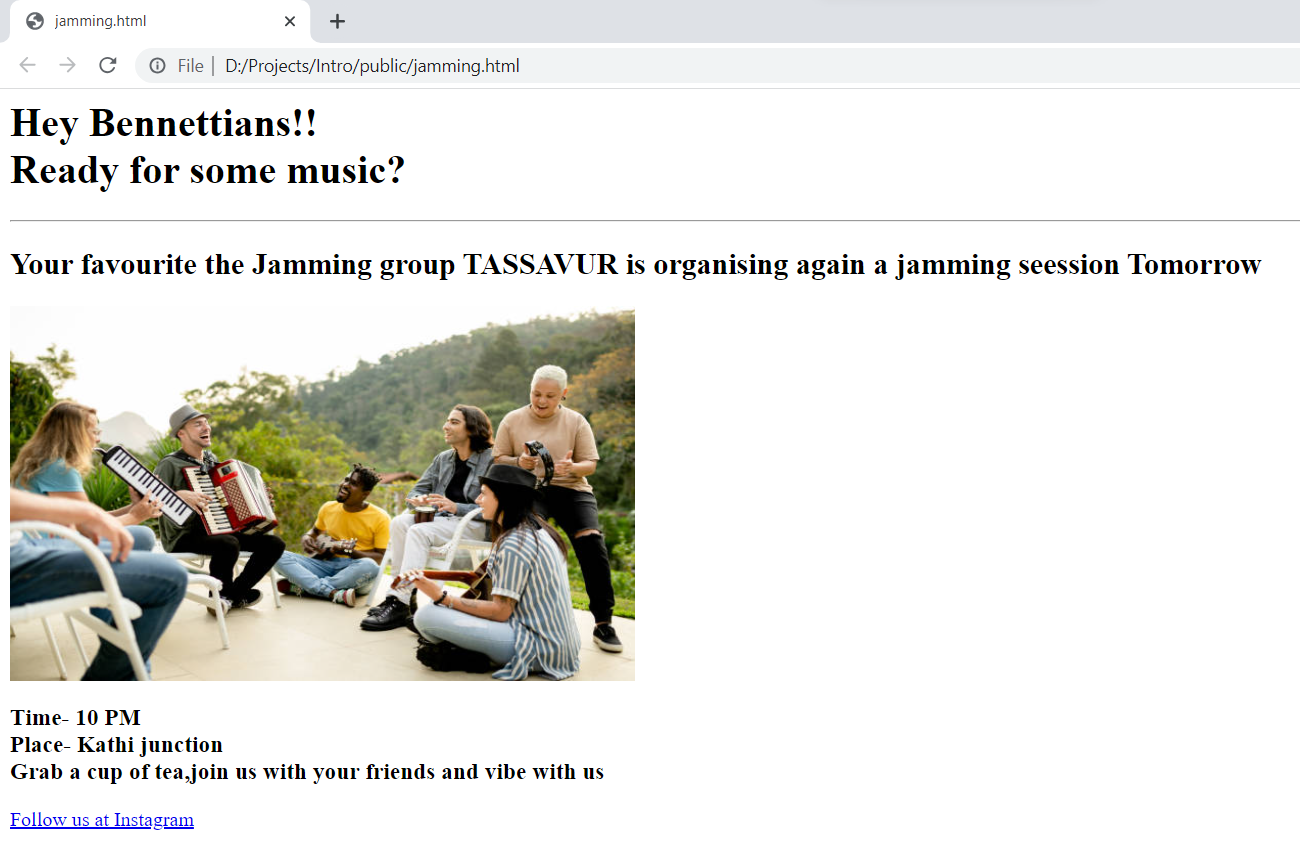 jamming.html
File | D:/Projects/Intro/public/jamming.html
Hey Bennettians!!
Ready for some music?
Your favourite the Jamming group TASSAVUR is organising again a jamming seession Tomorrow
Time- 10 PM
Place- Kathi junction
Grab a cup of tea,join us with your friends and vibe with us
Follow us at Instagram